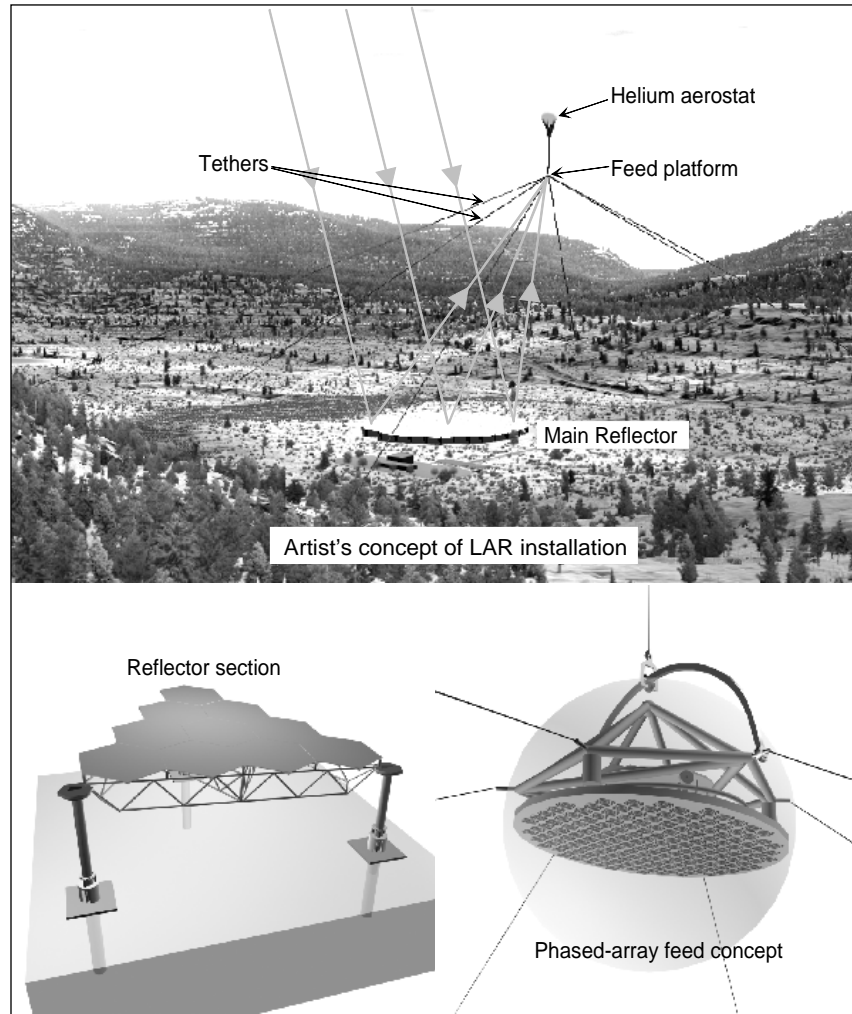 Helium aerostat
Tethers
Feed platform
Main Reflector
Artist's concept of LAR installation
Reflector section
Phased-array feed concept